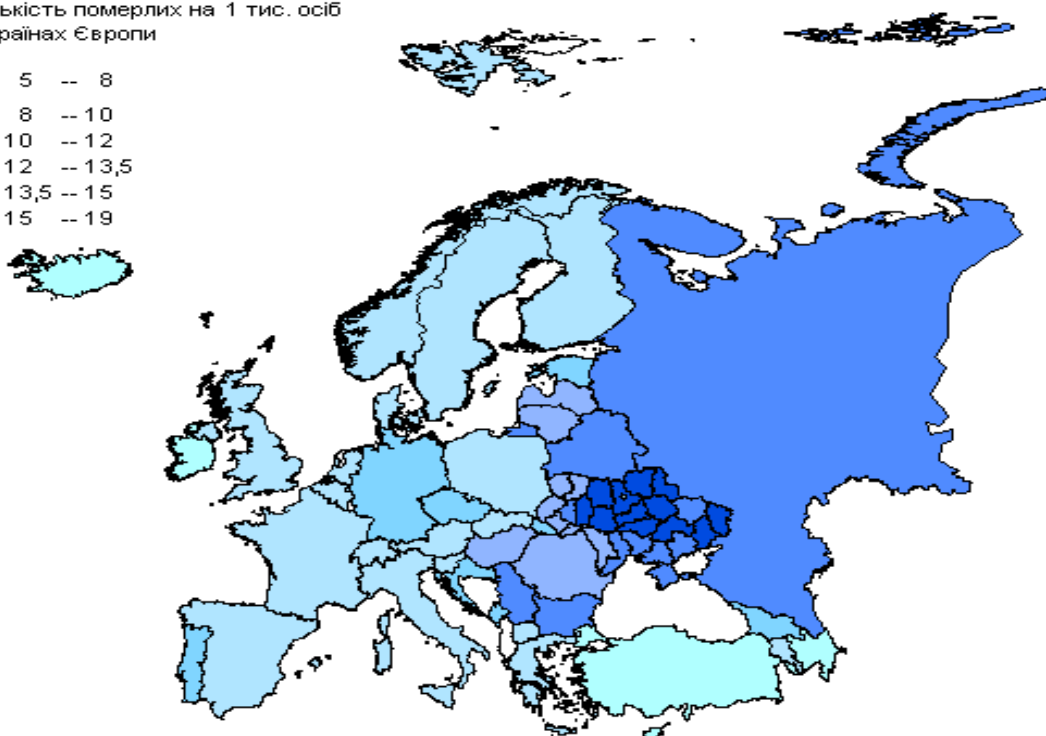 ькість померлих на 1 тис. осіб
раїнах Європи
5 -- 8
8 -- 10
10 -- 12
12 -- 13,5
13,5 -- 15
15 -- 19